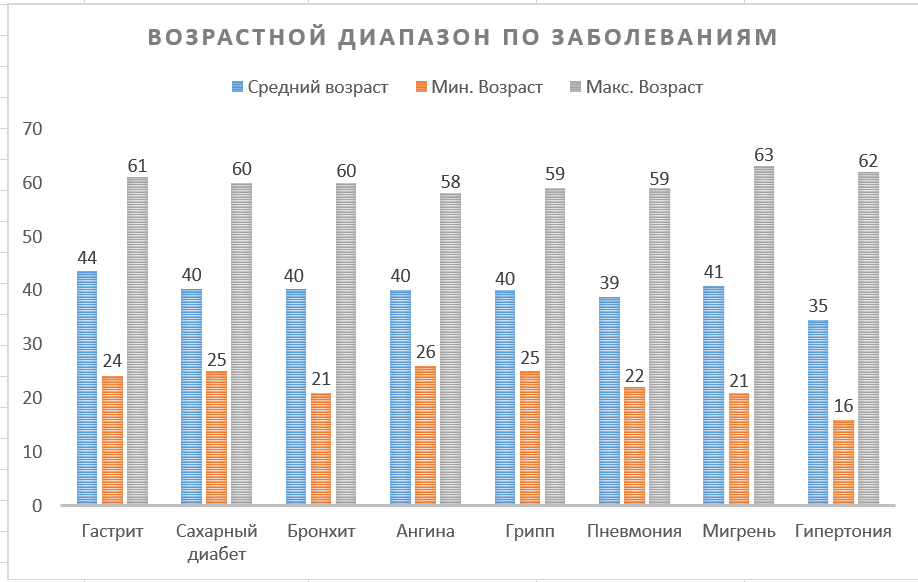 ВОЗРАСТНОЙ ДИАПАЗОН ПО ЗАБОЛЕВАНИЯМ
Средний возраст Мин. Возраст Макс. Возраст
70
60
50
40
30
20
10
0
44 24 61
40 25 60
40 21 60
40 26 58
40 25 59
39 22 59
41 21 63
35 16 62
Гастрит Сахарный Бронхит Ангина Грипп Пневмония Мигрень Гипертония
диабет